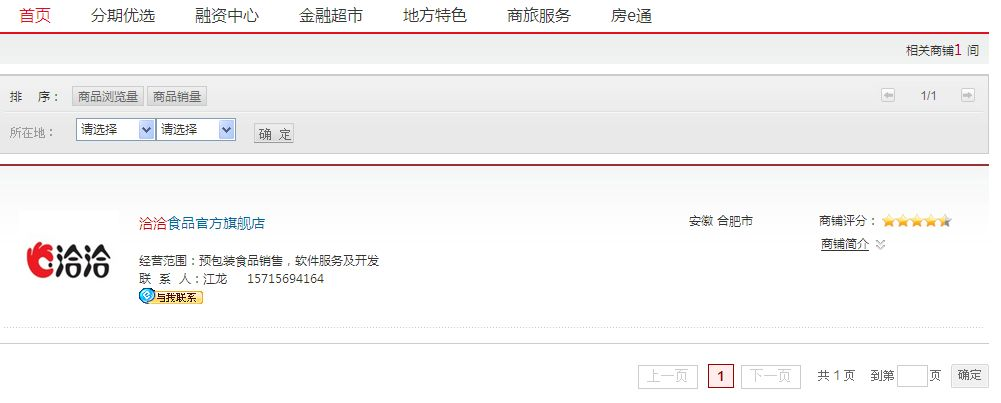 首页 分期优选 融资中心 金融超市 地方特色 商旅服务 房e通
相关商铺1 间
排 序： 商品浏览量 商品销量 1/1
所在地： 请选择 请选择 确 定
洽洽食品官方旗舰店 安徽 合肥市 商铺评分：
商铺简介
洽洽
经营范围：预包装食品销售，软件服务及开发
联 系 人：江龙 15715694164
与我联系
上一页 1 下一页 共 1 页 到第 页 确定